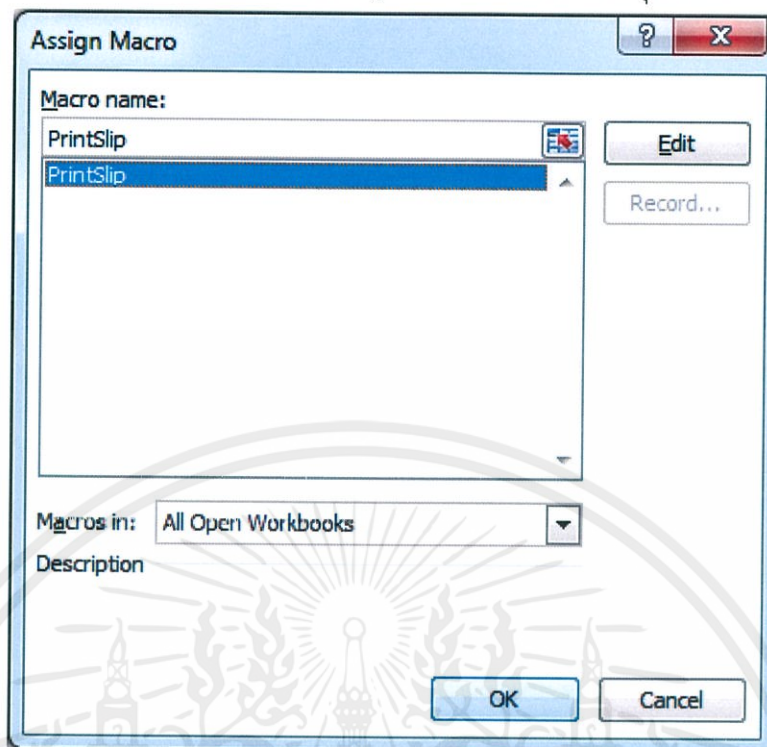 Assign Macro
Macro name:
PrintSlip
Edit
PrintSlip
Record...
Macros in: All Open Workbooks
Description
OK
Cancel